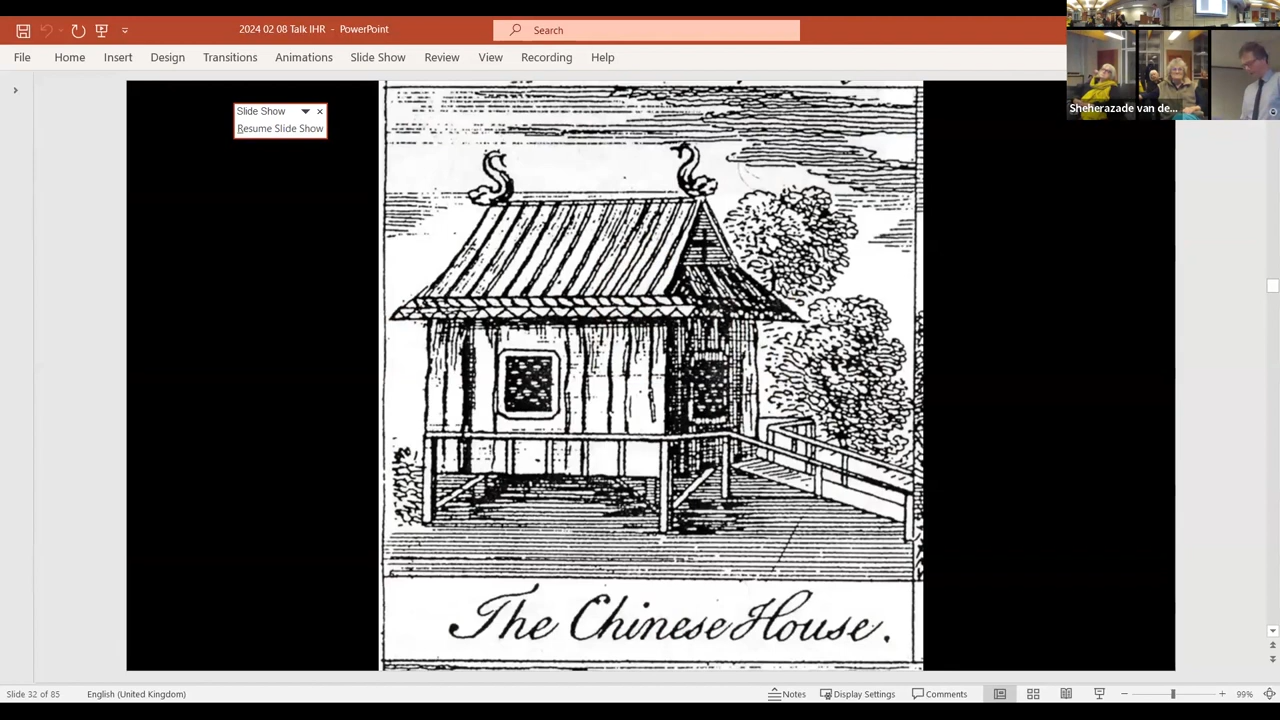 2024 02 08 Talk IHR - PowerPoint
Search
File Home Insert Design Transitions Animations Slide Show Review View Recording Help
Sheherazade van de...
Slide Show
Resume Slide Show
The Chinese House.
Slide 32 of 85
English (United Kingdom)
Notes
Display Settings
Comments
99%